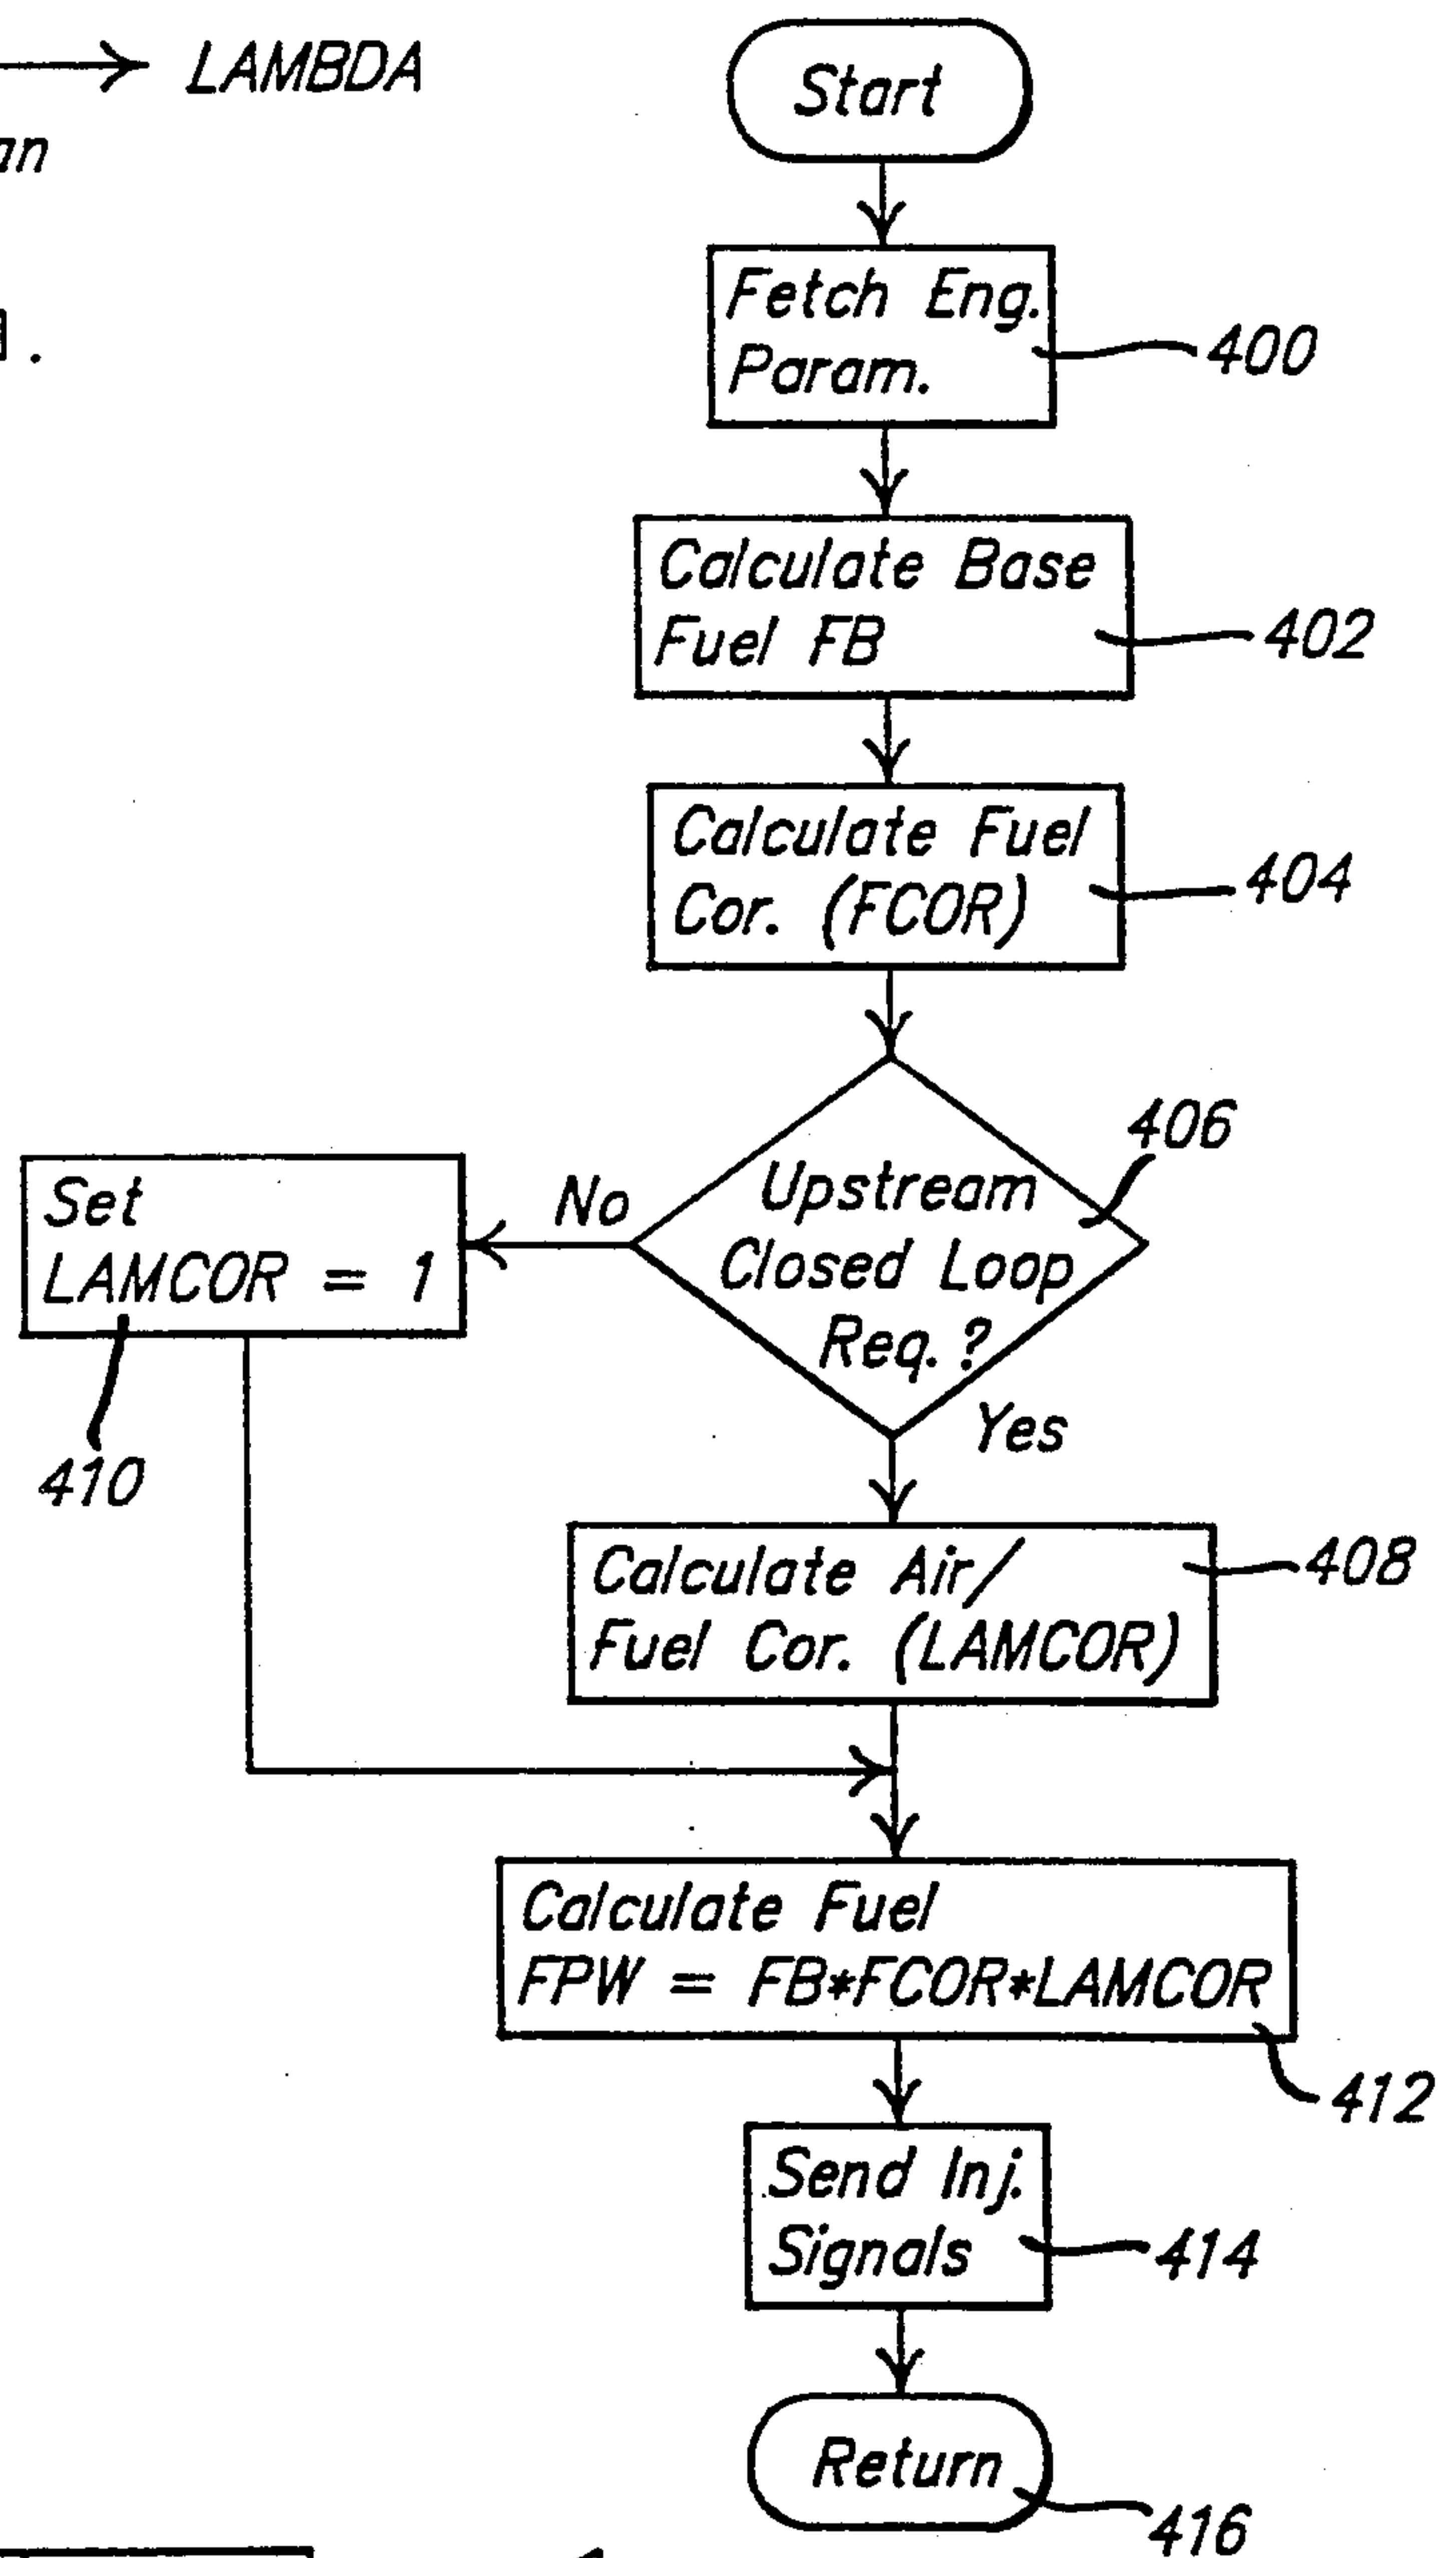 LAMBDA
Start
Fetch Eng.
Param.
400
Calculate Base
Fuel FB
402
Calculate Fuel
Cor. (FCOR)
404
406
Upstream
Closed Loop
Req.?
No
Set
LAMCOR = 1
410
Yes
Calculate Air/
Fuel Cor. (LAMCOR)
408
Calculate Fuel
FPW = FB*FCOR*LAMCOR
412
Send Inj.
Signals
414
Return
416